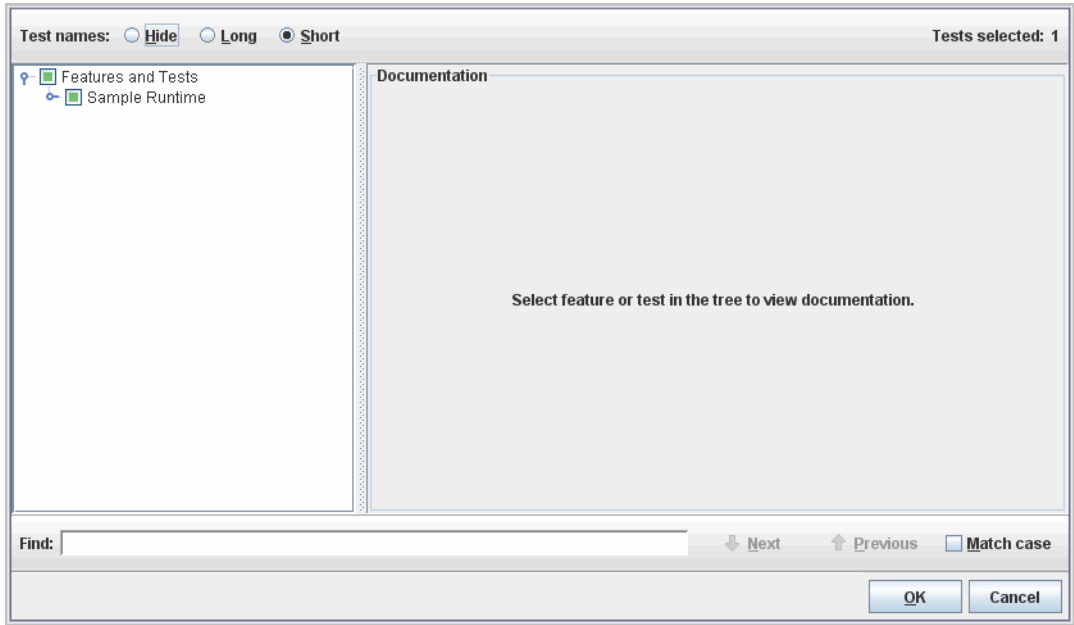 Test names: Hide Long Short Tests selected: 1
Features and Tests
Sample Runtime
Documentation
Select feature or test in the tree to view documentation.
Find: Next Previous Match case
OK Cancel